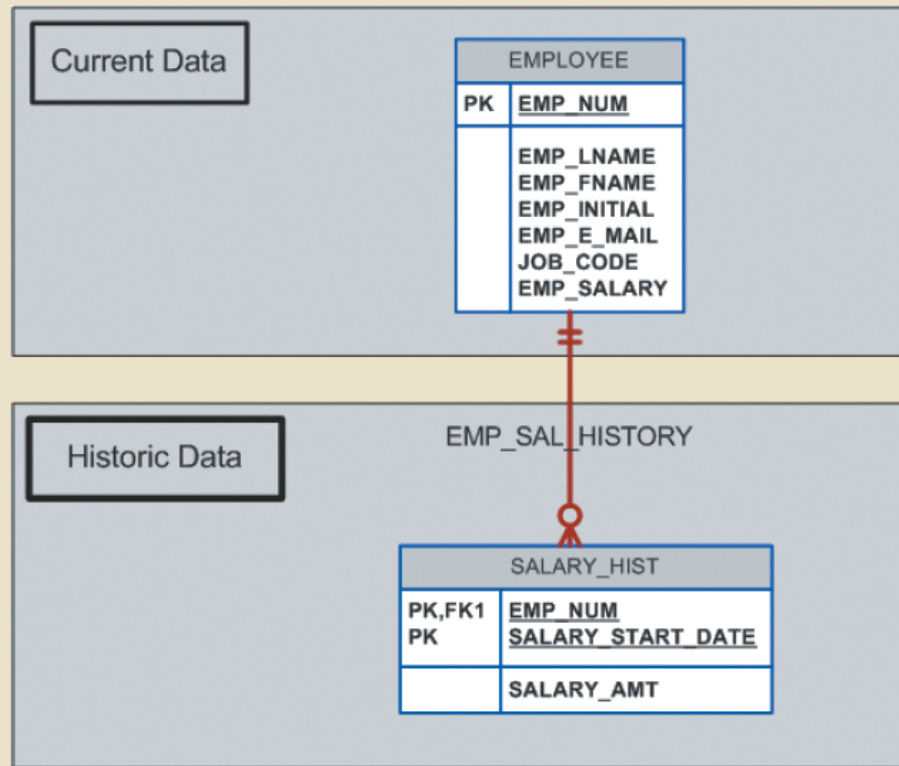 Current Data
EMPLOYEE
PK EMP_NUM
EMP_LNAME
EMP_FNAME
EMP_INITIAL
EMP_E_MAIL
JOB_CODE
EMP_SALARY
Historic Data
EMP_SAL_HISTORY
SALARY_HIST
PK,FK1 EMP_NUM
PK SALARY_START_DATE
SALARY_AMT